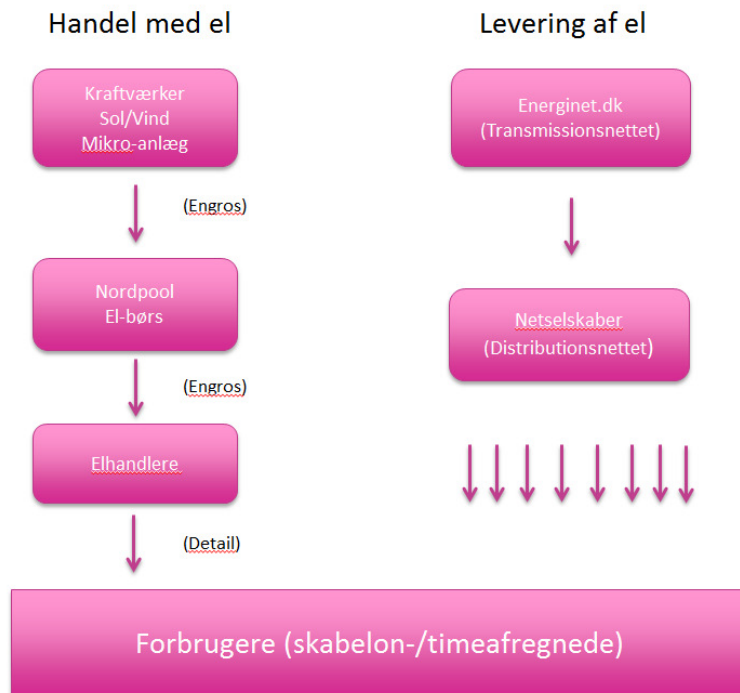 Handel med el
Kraftværker
Sol/Vind
Mikro-anlæg
(Engros)
Nordpool
El-børs
(Engros)
Elhandlere
(Detail)
Levering af el
Energinet.dk
(Transmissionsnettet)
Netselskaber
(Distributionsnettet)
Forbrugere (skabelon-/timeafregnede)